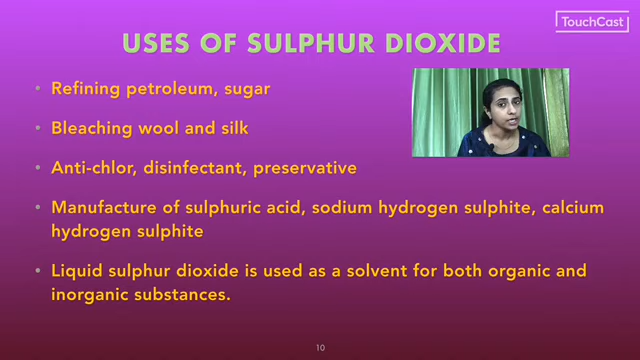 TouchCast
USES OF SULPHUR DIOXIDE
• Refining petroleum, sugar
• Bleaching wool and silk
• Anti-chlor, disinfectant, preservative
• Manufacture of sulphuric acid, sodium hydrogen sulphite, calcium
hydrogen sulphite
• Liquid sulphur dioxide is used as a solvent for both organic and
inorganic substances.
10